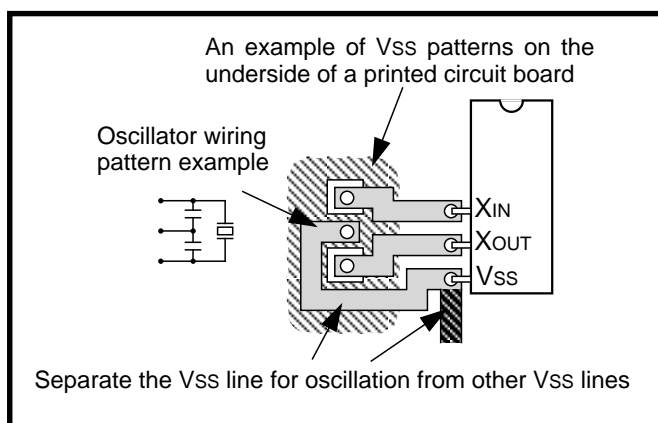 An example of VSS patterns on the
underside of a printed circuit board
Oscillator wiring
pattern example
XIN
XOUT
VSS
Separate the VSS line for oscillation from other VSS lines